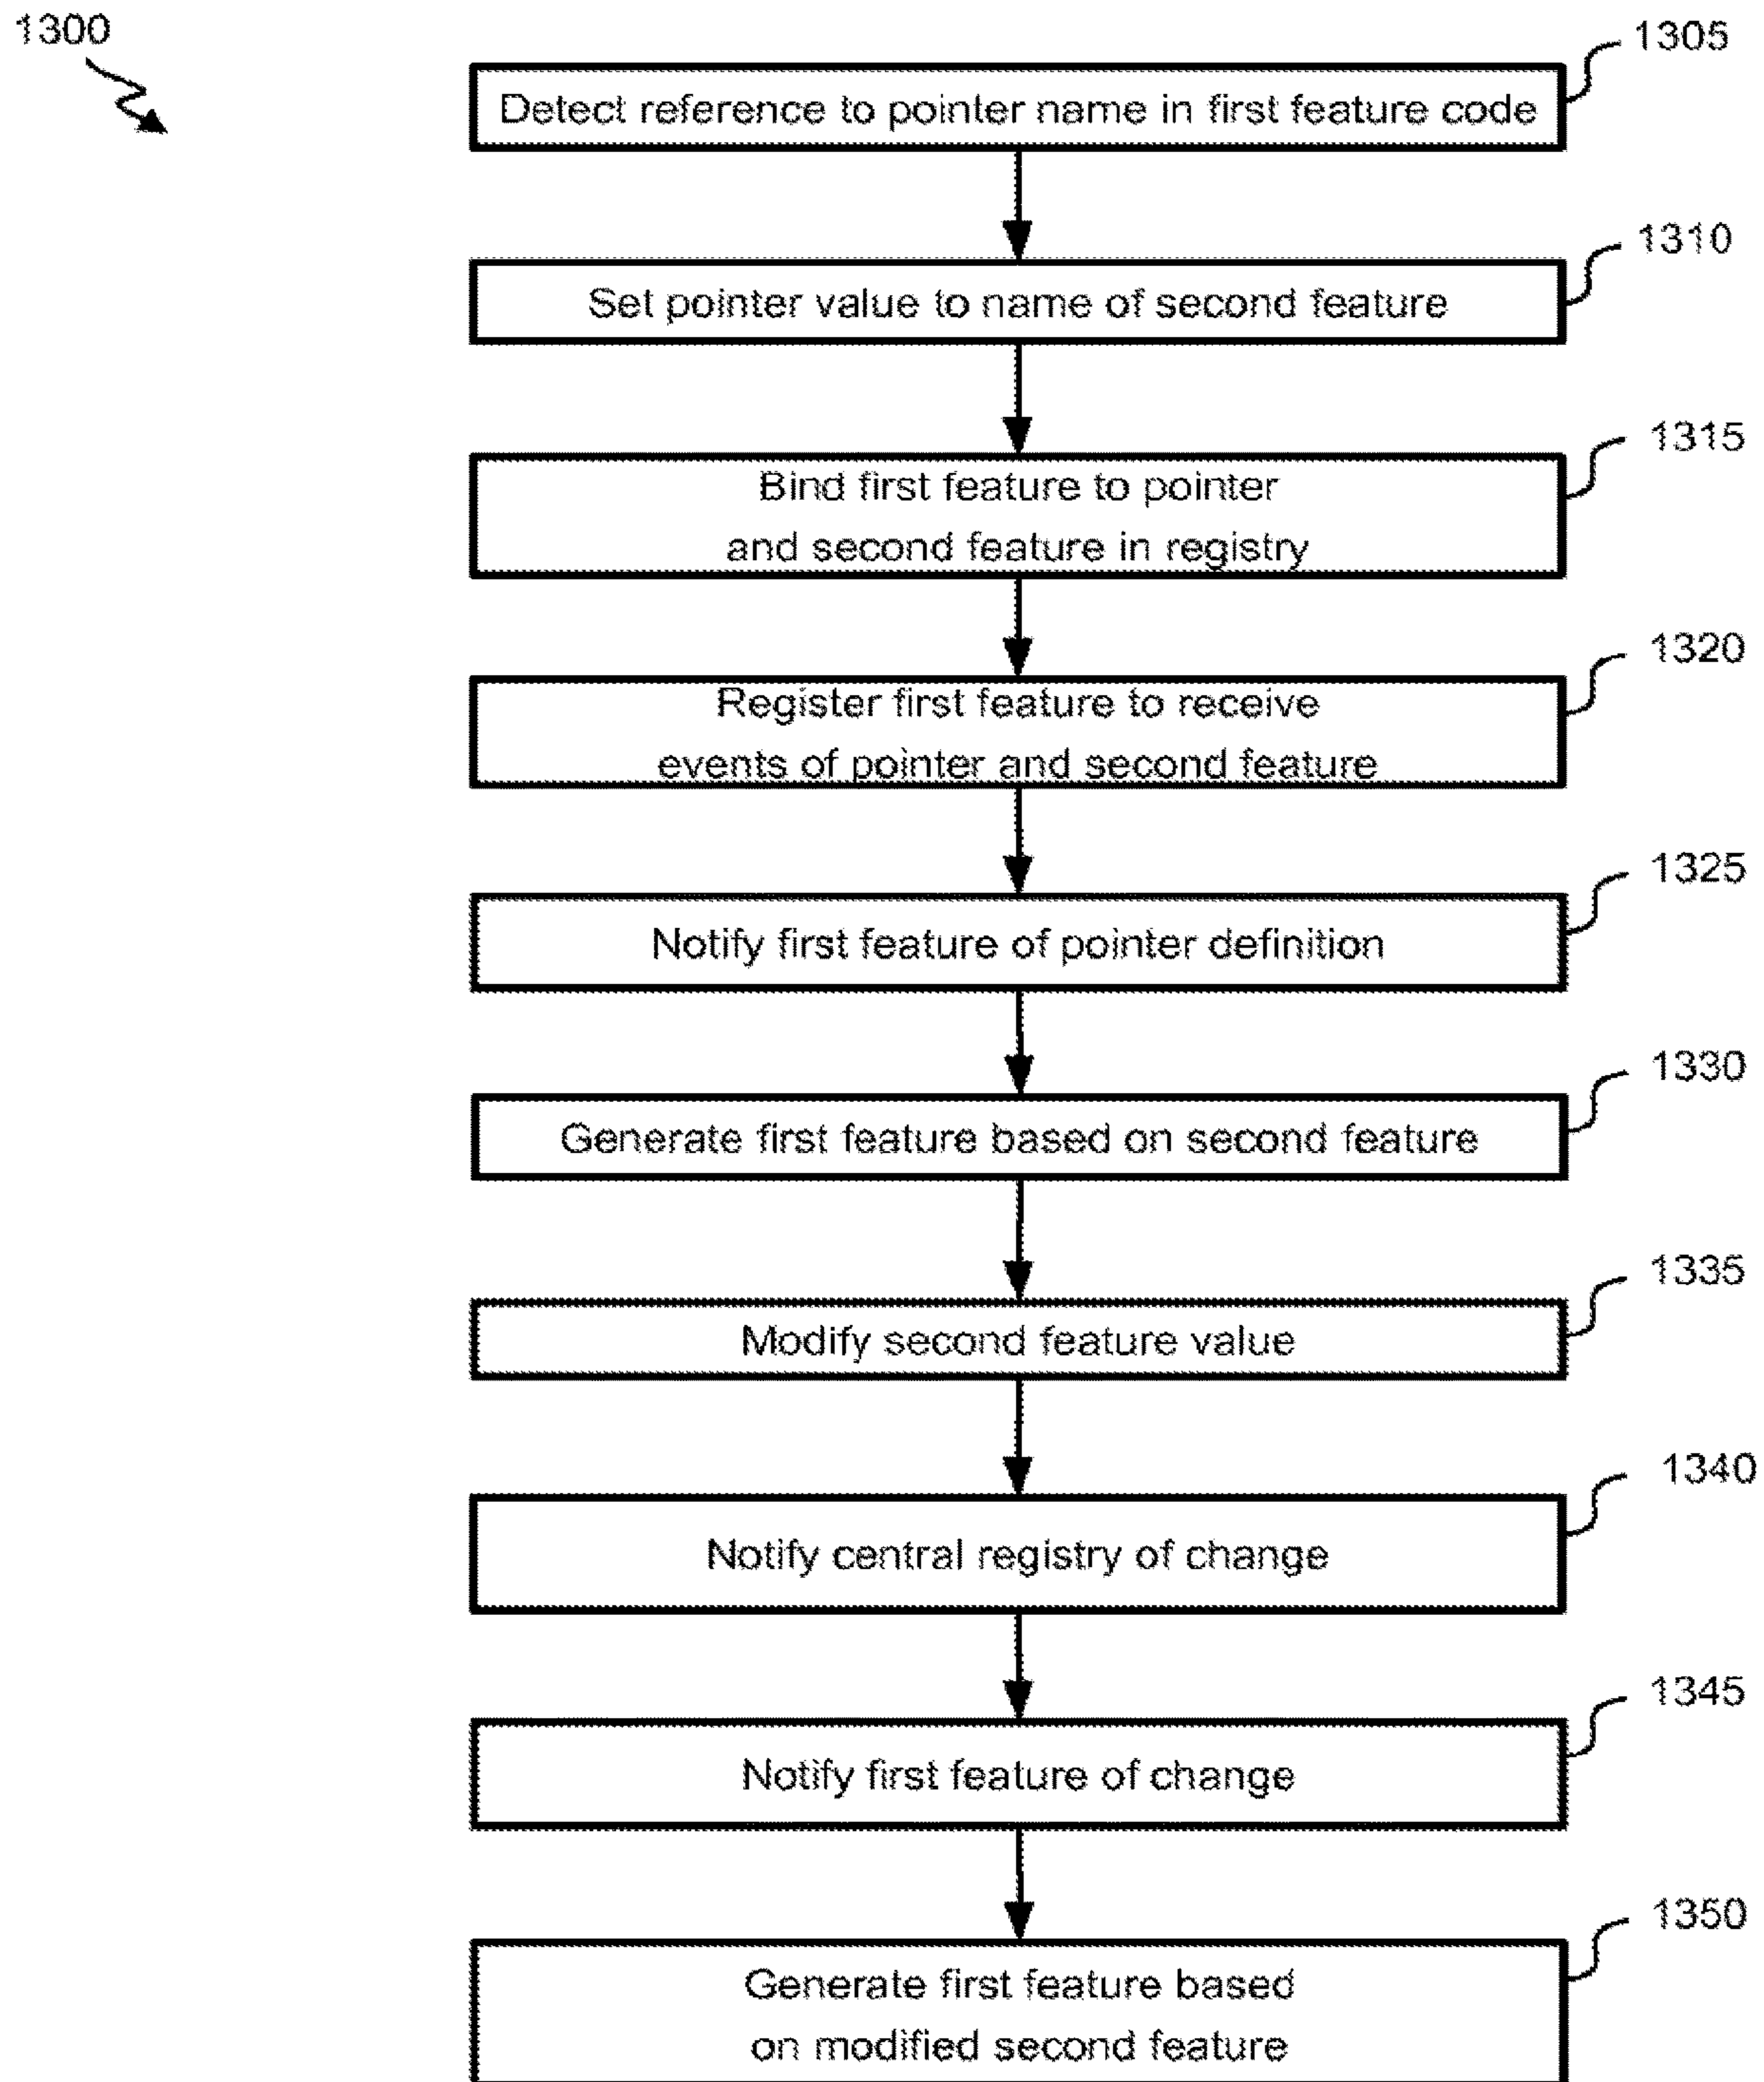 1300
1305
Detect reference to pointer name in first feature code
1310
Set pointer value to name of second feature
1315
Bind first feature to pointer
and second feature in registry
1320
Register first feature to receive
events of pointer and second feature
1325
Notify first feature of pointer definition
1330
Generate first feature based on second feature
1335
Modify second feature value
1340
Notify central registry of change
1345
Notify first feature of change
1350
Generate first feature based
on modified second feature